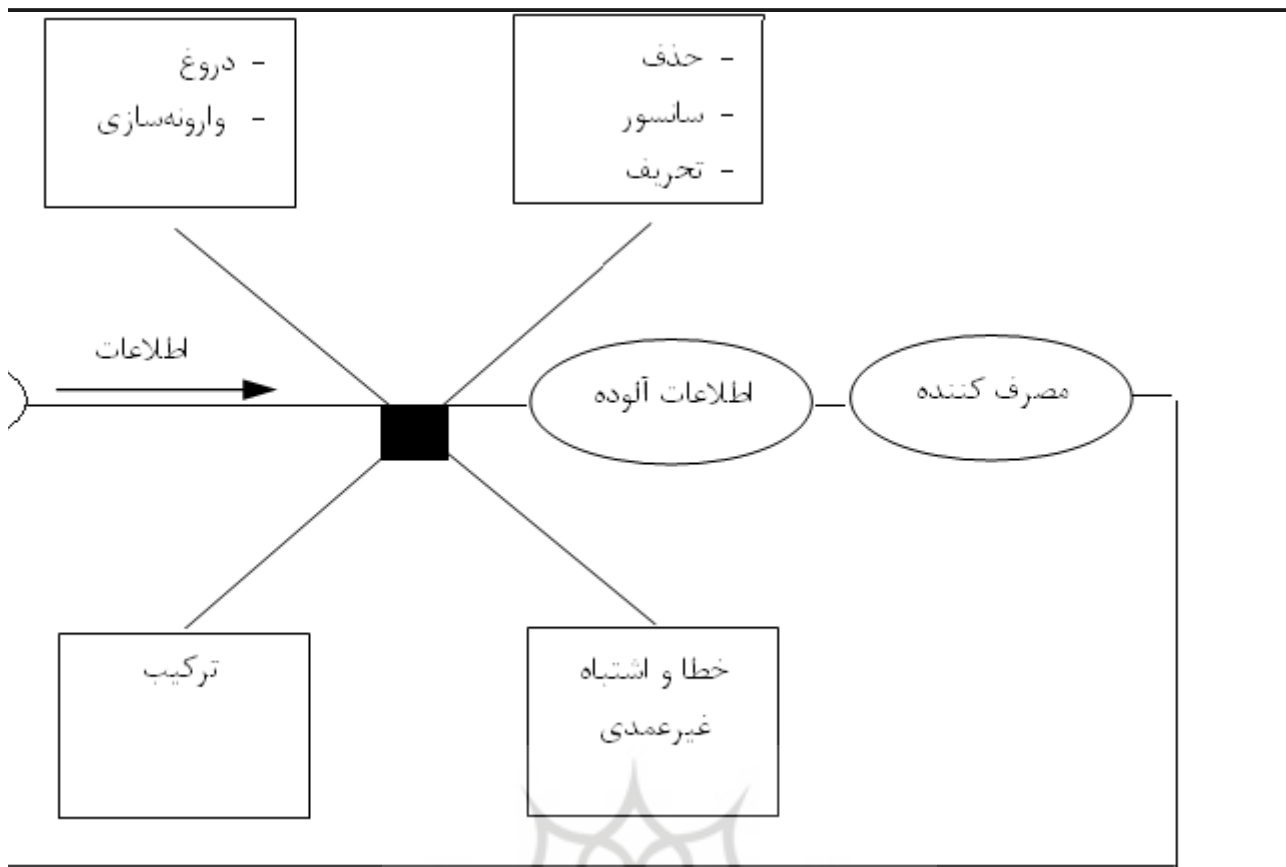 - حذف
- سانسور
- تحریف
- دروغ
- وارونه‌سازی
اطلاعات
اطلاعات آلوده
مصرف کننده
خطا و اشتباه
غیرعمدی
ترکیب